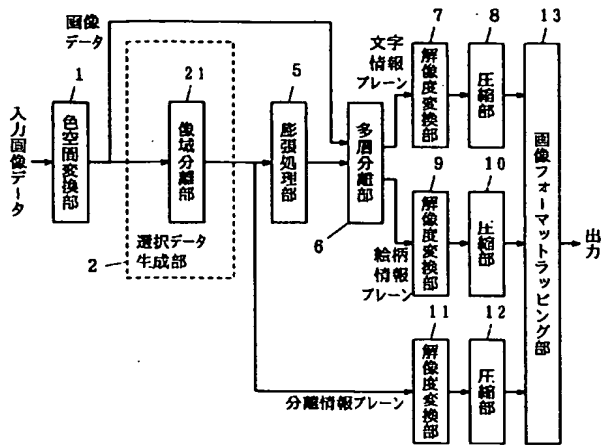 画像
データ
入力画像データ
1
色空間変換部
21
像域分離部
選択データ
生成部
2
5
膨張処理部
多層分離部
6
文字
情報
プレーン
7
解像度変換部
8
圧縮部
絵柄
情報
プレーン
9
解像度変換部
10
圧縮部
分離情報プレーン
11
解像度変換部
12
圧縮部
13
画像フォーマットラッピング部
出力